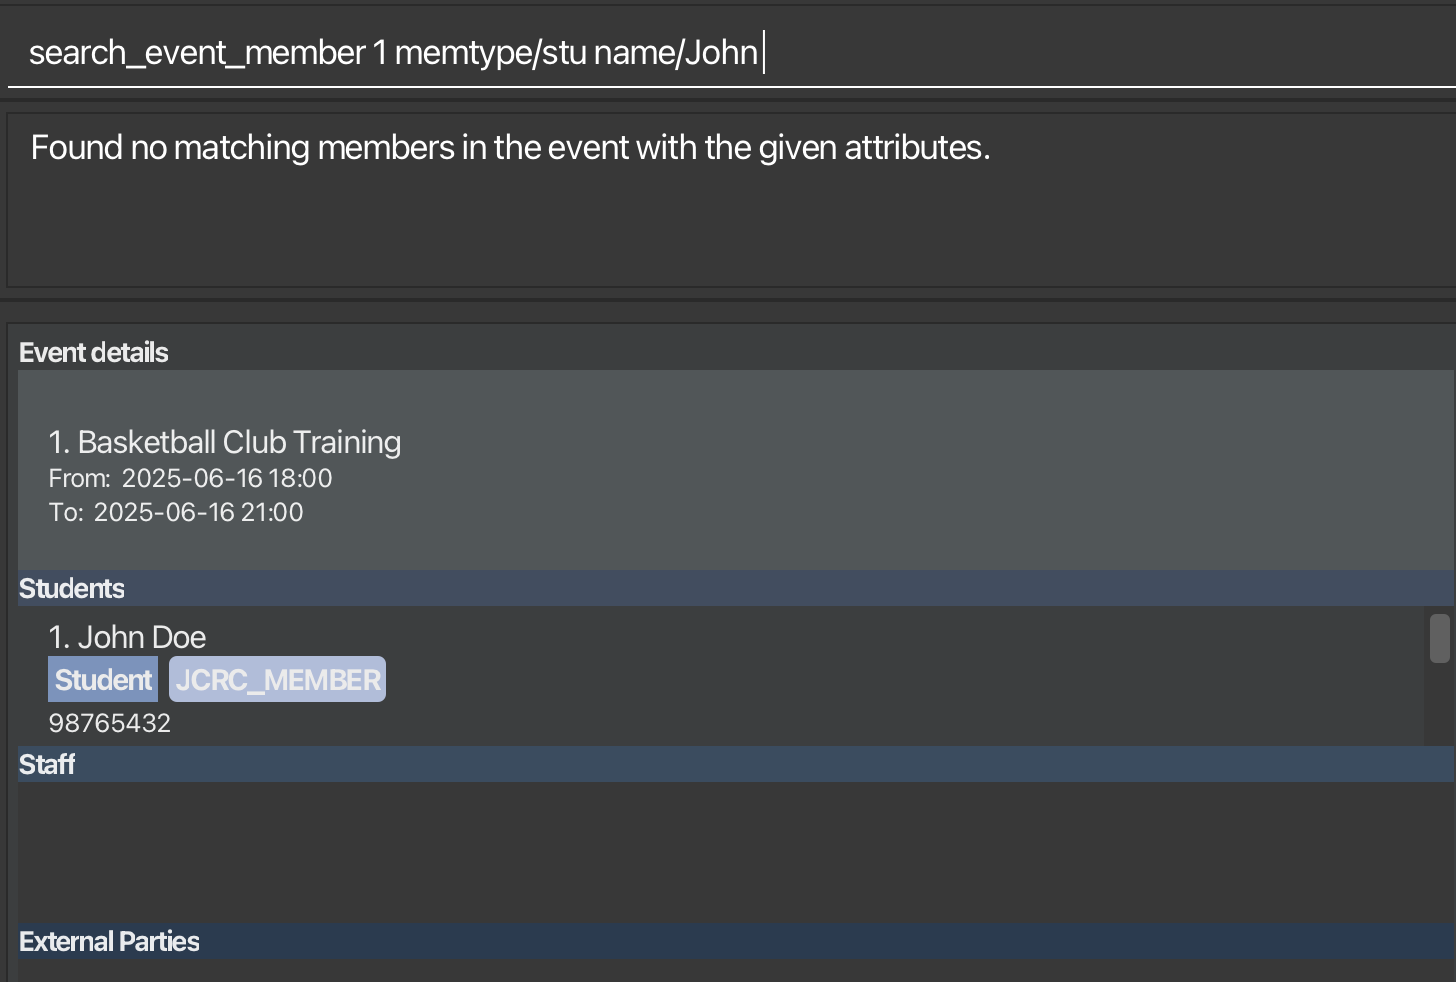 search_event_member 1 memtype/stu name/John
Found no matching members in the event with the given attributes.
Event details
1. Basketball Club Training
From: 2025-06-16 18:00
To: 2025-06-16 21:00
Students
1. John Doe
Student JCRC_MEMBER
98765432
Staff
External Parties